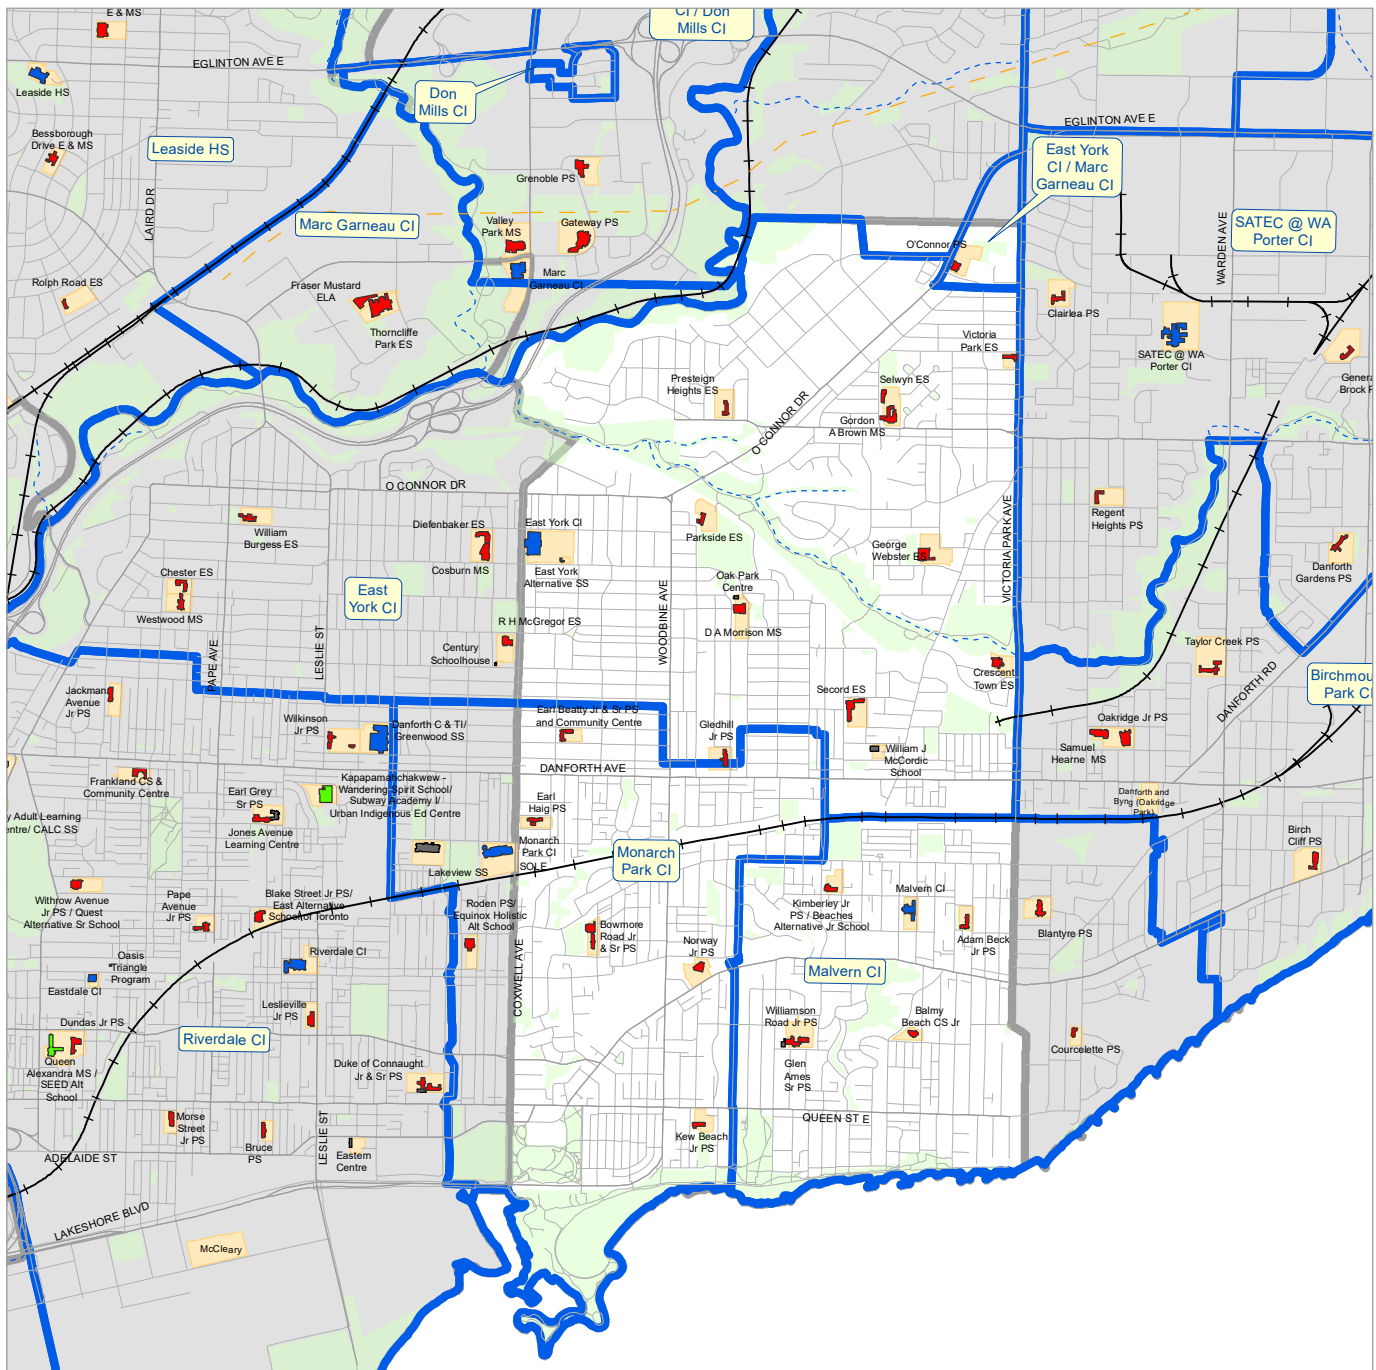 E & MS
CI / Don
Mills CI
EGLINTON AVE E
Leaside HS
Don
Mills CI
EGLINTON AVE E
Bessborough
Drive E & MS
Leaside HS
East York
CI / Marc
Garneau CI
Grenoble PS
LAIRD DR
Marc Garneau CI
Valley
Park MS
Gateway PS
O'Connor PS
WARDEN AVE
SATEC @ WA
Porter CI
Marc
Garneau CI
Rolph Road ES
Fraser Mustard
ELA
Thorncliffe
Park ES
Clairlea PS
Victoria
Park ES
SATEC @ WA
Porter CI
Presteign
Heights ES
Selwyn ES
Genera
Brock P
O CONNOR DR
Gordon
A Brown MS
O CONNOR DR
William
Burgess ES
Diefenbaker ES
Cosburn MS
East York CI
East York
Alternative SS
Parkside ES
George
Webster ES
VICTORIA PARK AVE
Regent
Heights PS
Danforth
Gardens PS
Chester ES
Westwood MS
East
York CI
Oak Park
Centre
D A Morrison MS
WOODBINE AVE
R H McGregor ES
Century
Schoolhouse
LESLIE ST
PAPE AVE
Taylor Creek PS
Crescent
Town ES
DANFORTH RD
Birchmou
Park CI
Jackman
Avenue
Jr PS
Wilkinson
Jr PS
Danforth C & TI/
Greenwood SS
Earl Beatty Jr & Sr PS
and Community Centre
Gledhill
Jr PS
Secord ES
William J
McCordic
School
Oakridge Jr PS
Samuel
Hearne MS
DANFORTH AVE
Frankland CS &
Community Centre
Kapapamahchakwew -
Wandering Spirit School/
Subway Academy I/
Urban Indigenous Ed Centre
Earl Grey
Sr PS
Jones Avenue
Learning Centre
Earl
Haig PS
Danforth and
Byng (Oakridge
Park)
y Adult Learning
entre/ CALC SS
Monarch
Park CI
SOLE
Lakeview SS
Monarch
Park CI
Birch
Cliff PS
Withrow Avenue
Jr PS / Quest
Alternative Sr School
Pape
Avenue
Jr PS
Blake Street Jr PS/
East Alternative
School of Toronto
Roden PS/
Equinox Holistic
Alt School
Kimberley Jr
PS / Beaches
Alternative Jr School
Malvern CI
Adam Beck
Jr PS
Blantyre PS
Bowmore
Road Jr
& Sr PS
Norway
Jr PS
Malvern CI
Oasis
Triangle
Program
Eastdale CI
Riverdale CI
COXWELL AVE
Leslieville
Jr PS
Dundas Jr PS
Riverdale CI
Queen
Alexandra MS /
SEED Alt
School
Williamson
Road Jr PS
Glen
Ames
Sr PS
Balmy
Beach CS Jr
Courcelette PS
Duke of Connaught
Jr & Sr PS
QUEEN ST E
Kew Beach
Jr PS
Morse
Street
Jr PS
Bruce
PS
LESLIE ST
Eastern
Centre
ADELAIDE ST
LAKESHORE BLVD
McCleary